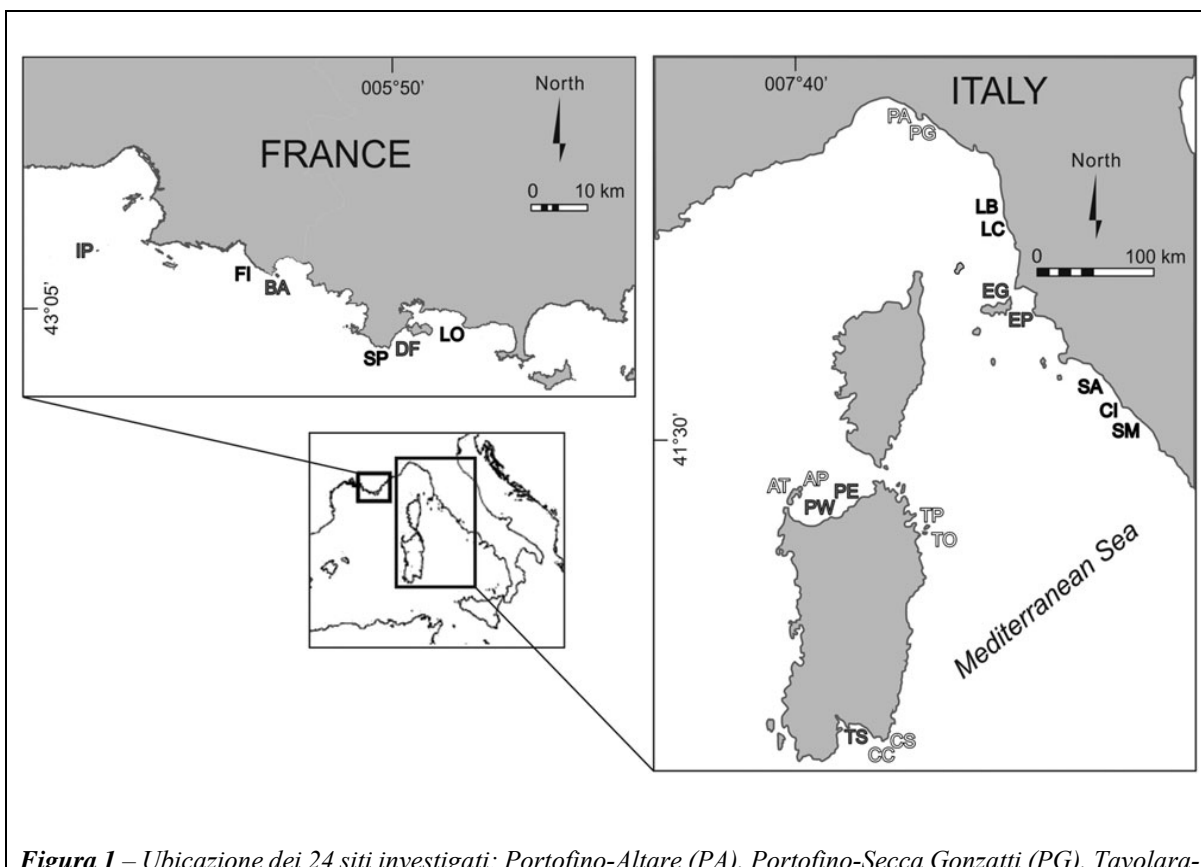 005°50'
North
FRANCE
0 10 km
IP
FI
BA
43°05'
SP
DF
LO
007°40'
ITALY
PA
PG
North
LB
LC
0 100 km
EG
EP
SA
CI
SM
41°30'
AT
AP
PE
PW
TP
TO
Mediterranean Sea
TS
CS
CC
Figura 1 – Ubicazione dei 24 siti investigati: Portofino-Altare (PA), Portofino-Secca Gonzatti (PG), Tavolara-